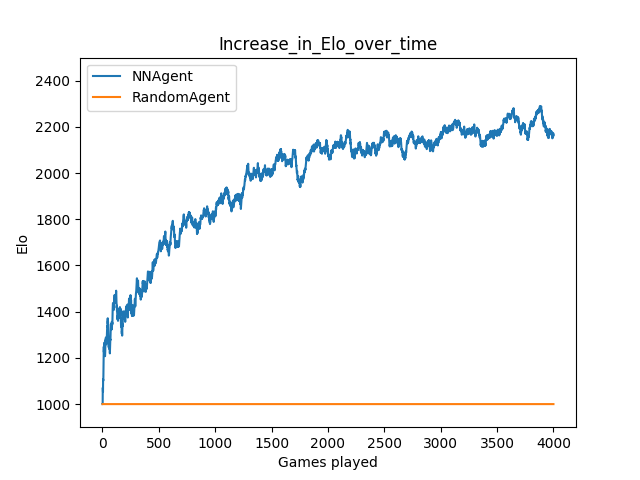 Increase_in_Elo_over_time
NNAgent
RandomAgent
2400
2200
2000
1800
1600
1400
1200
1000
Elo
0 500 1000 1500 2000 2500 3000 3500 4000
Games played